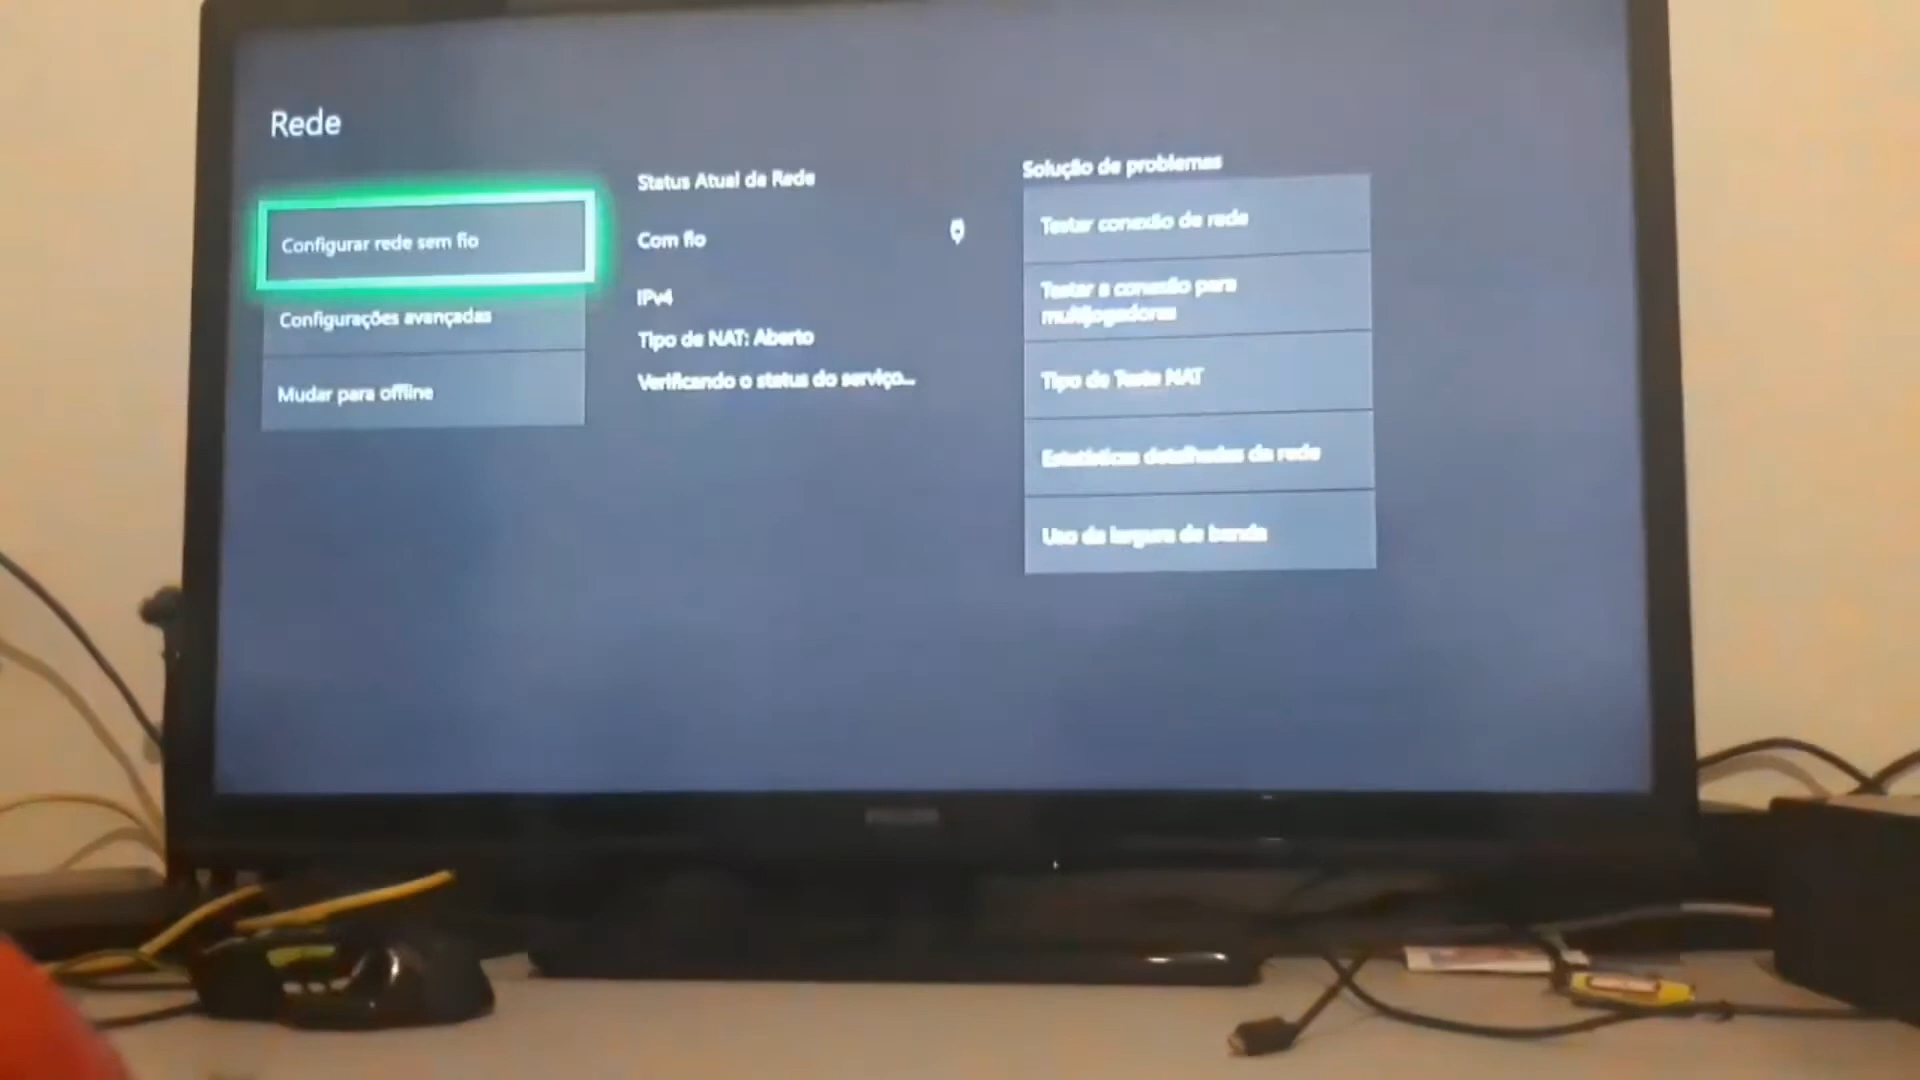 Rede
Configurar rede sem fio
Configurações avançadas
Mudar para offline
Status Atual da Rede
Com fio
IPv4
Tipo de NAT: Aberto
Verificando o status do serviço...
Solução de problemas
Testar conexão de rede
Testar a conexão para
multijogadores
Tipo de Teste NAT
Estatísticas detalhadas da rede
Uso da largura de banda